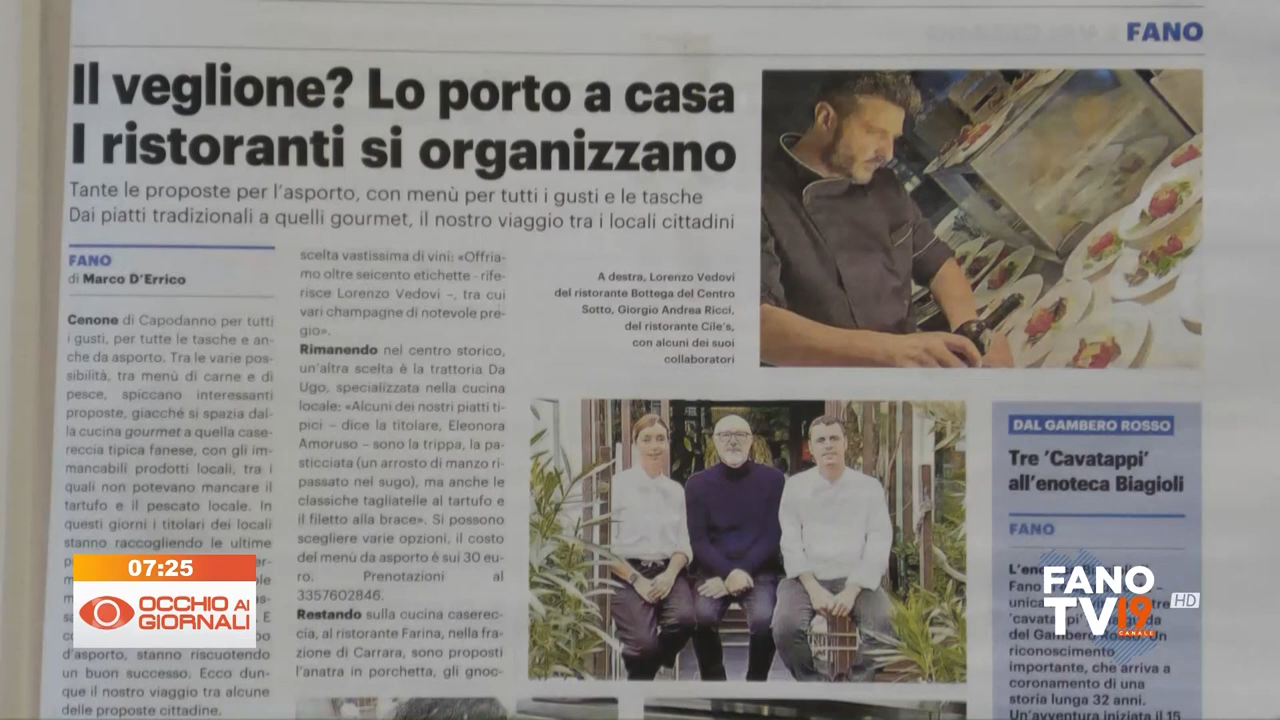 FANO
Il veglione? Lo porto a casa
I ristoranti si organizzano
Tante le proposte per l'asporto, con menù per tutti i gusti e le tasche
Dai piatti tradizionali a quelli gourmet, il nostro viaggio tra i locali cittadini
FANO
di Marco D'Errico
Cenone di Capodanno per tutti
i gusti, per tutte le tasche e an-
che da asporto. Tra le varie pos-
sibilità, tra menù di carne e di
pesce, spiccano interessanti
proposte, giacché si spazia dal-
la cucina gourmet a quella case-
reccia tipica fanese, con gli im-
mancabili prodotti locali, tra i
quali non potevano mancare il
tartufo e il pescato locale. In
questi giorni i titolari dei locali
stanno raccogliendo le ultime
d'asporto, stanno riscuotendo
un buon successo. Ecco dun-
que il nostro viaggio tra alcune
delle proposte cittadine.
scelta vastissima di vini: «Offria-
mo oltre seicento etichette - rife-
risce Lorenzo Vedovi –, tra cui
vari champagne di notevole pre-
gio».
Rimanendo nel centro storico,
un'altra scelta è la trattoria Da
Ugo, specializzata nella cucina
locale: «Alcuni dei nostri piatti ti-
pici – dice la titolare, Eleonora
Amoruso – sono la trippa, la pa-
sticciata (un arrosto di manzo ri-
passato nel sugo), ma anche le
classiche tagliatelle al tartufo e
il filetto alla brace». Si possono
scegliere varie opzioni, il costo
del menù da asporto è sui 30 eu-
ro. Prenotazioni al
3357602846.
Restando sulla cucina caserec-
cia, al ristorante Farina, nella fra-
zione di Carrara, sono proposti
l'anatra in porchetta, gli gnoc-
A destra, Lorenzo Vedovi
del ristorante Bottega del Centro
Sotto, Giorgio Andrea Ricci,
del ristorante Cile's,
con alcuni dei suoi
collaboratori
DAL GAMBERO ROSSO
Tre 'Cavatappi'
all'enoteca Biagioli
FANO
del Gambero Rosso. Un
riconoscimento
importante, che arriva a
coronamento di una
storia lunga 32 anni.
Un'avventura iniziata il 15
07:25
OCCHIO AI
GIORNALI
FANO
TV 19 HD
CANALE